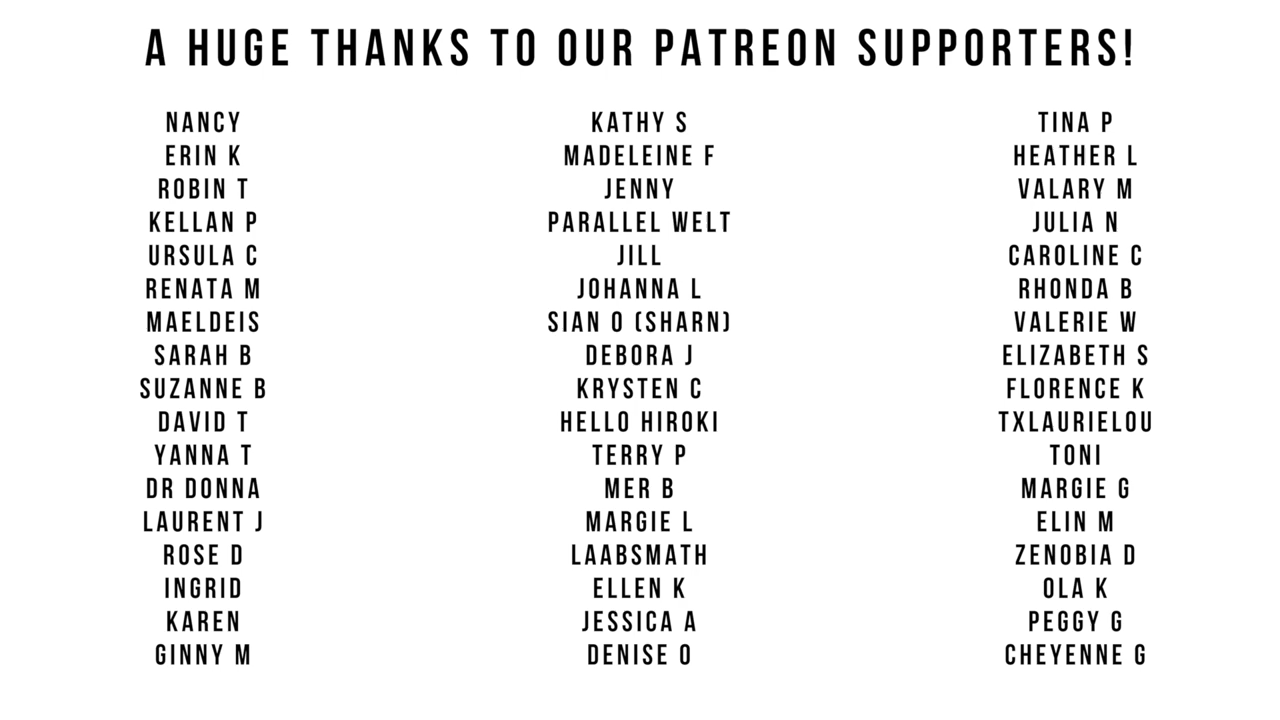 A HUGE THANKS TO OUR PATREON SUPPORTERS!
NANCY
ERIN K
ROBIN T
KELLAN P
URSULA C
RENATA M
MAELDEIS
SARAH B
SUZANNE B
DAVID T
YANNA T
DR DONNA
LAURENT J
ROSE D
INGRID
KAREN
GINNY M
KATHY S
MADELEINE F
JENNY
PARALLEL WELT
JILL
JOHANNA L
SIAN O (SHARN)
DEBORA J
KRYSTEN C
HELLO HIROKI
TERRY P
MER B
MARGIE L
LAABSMATH
ELLEN K
JESSICA A
DENISE O
TINA P
HEATHER L
VALARY M
JULIA N
CAROLINE C
RHONDA B
VALERIE W
ELIZABETH S
FLORENCE K
TXLAURIELOU
TONI
MARGIE G
ELIN M
ZENOBIA D
OLA K
PEGGY G
CHEYENNE G